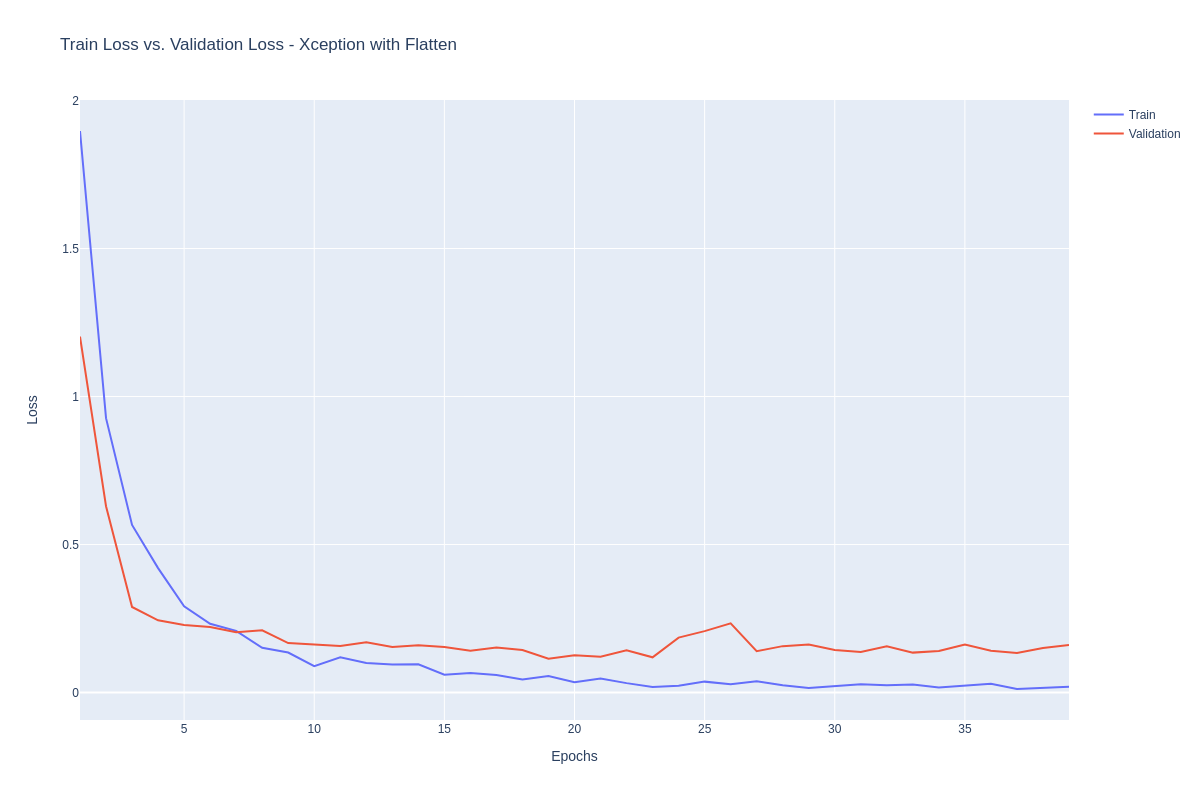 Train Loss vs. Validation Loss - Xception with Flatten
2
1.5
1
0.5
0
Loss
5 10 15 20 25 30 35
Epochs
Train
Validation